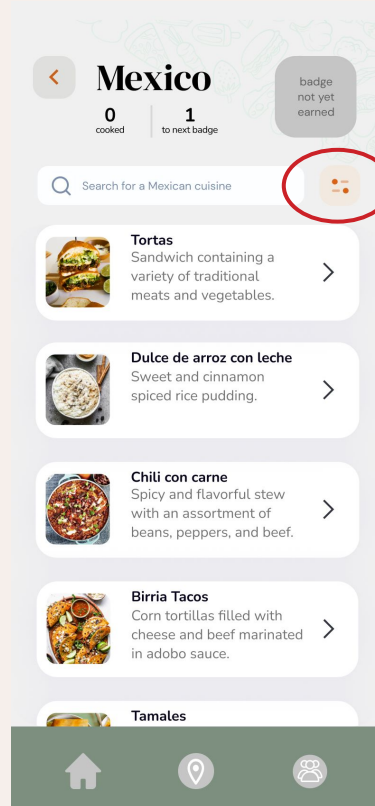 Mexico
0
cooked
1
to next badge
badge
not yet
earned
Search for a Mexican cuisine
Tortas
Sandwich containing a
variety of traditional
meats and vegetables.
Dulce de arroz con leche
Sweet and cinnamon
spiced rice pudding.
Chili con carne
Spicy and flavorful stew
with an assortment of
beans, peppers, and beef.
Birria Tacos
Corn tortillas filled with
cheese and beef marinated
in adobo sauce.
Tamales